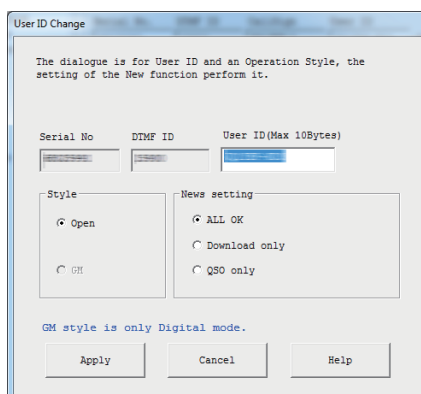 User ID Change
The dialogue is for User ID and an Operation Style, the
setting of the New function perform it.
Serial No DTMF ID User ID(Max 10Bytes)
Style News setting
Open ALL OK
Download only
GM QSO only
GM style is only Digital mode.
Apply Cancel Help